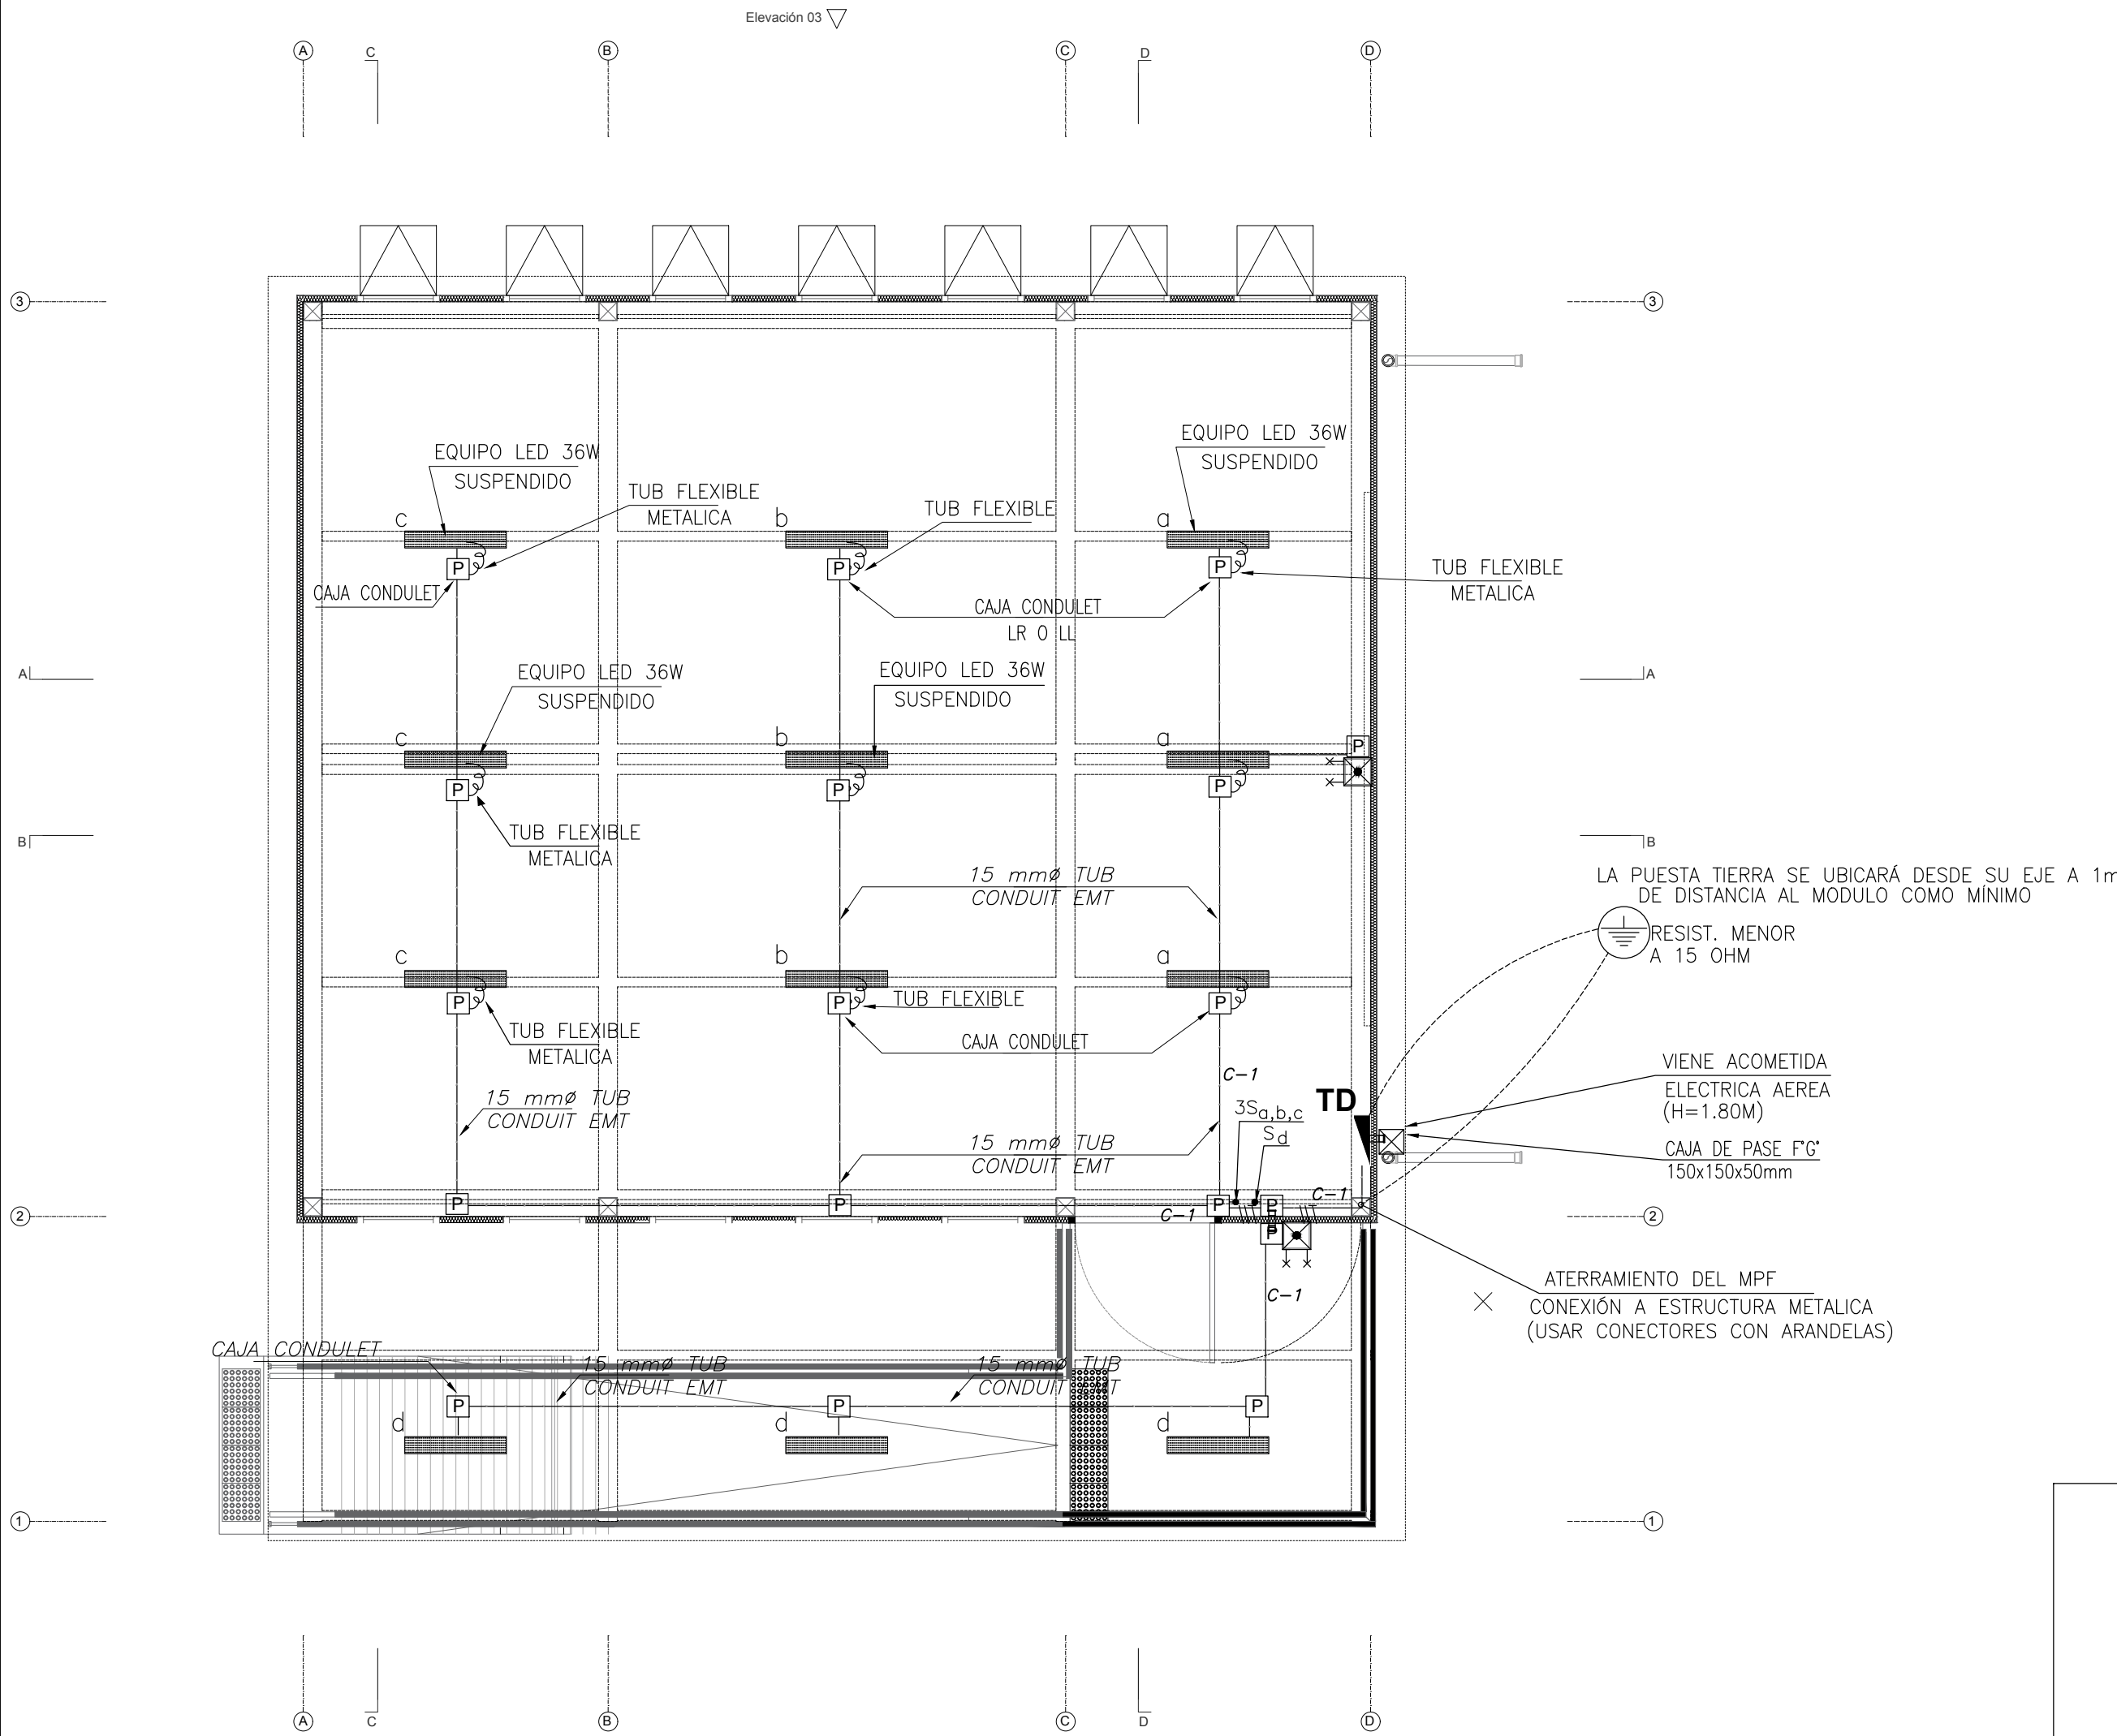 Elevación 03
A
C
B
C
D
D
3
3
EQUIPO LED 36W
SUSPENDIDO
TUB FLEXIBLE
METALICA
EQUIPO LED 36W
SUSPENDIDO
TUB FLEXIBLE
c
b
a
P
P
P
TUB FLEXIBLE
METALICA
CAJA CONDULET
CAJA CONDULET
LR O LL
A
A
EQUIPO LED 36W
SUSPENDIDO
EQUIPO LED 36W
SUSPENDIDO
c
b
a
P
P
P
P
TUB FLEXIBLE
METALICA
B
B
15 mmø TUB
CONDUIT EMT
LA PUESTA TIERRA SE UBICARÁ DESDE SU EJE A 1m
DE DISTANCIA AL MODULO COMO MÍNIMO
RESIST. MENOR
A 15 OHM
c
b
a
P
P
P
TUB FLEXIBLE
TUB FLEXIBLE
METALICA
CAJA CONDULET
C-1
TD
VIENE ACOMETIDA
ELECTRICA AEREA
(H=1.80M)
15 mmø TUB
CONDUIT EMT
3Sa,b,c
Sd
15 mmø TUB
CONDUIT EMT
CAJA DE PASE F°G°
150x150x50mm
P
P
P
P
C-1
C-1
2
2
P
C-1
ATERRAMIENTO DEL MPF
CONEXIÓN A ESTRUCTURA METALICA
(USAR CONECTORES CON ARANDELAS)
CAJA CONDULET
15 mmø TUB
CONDUIT EMT
15 mmø TUB
CONDUIT EMT
P
P
P
d
d
d
1
1
A
C
B
C
D
D